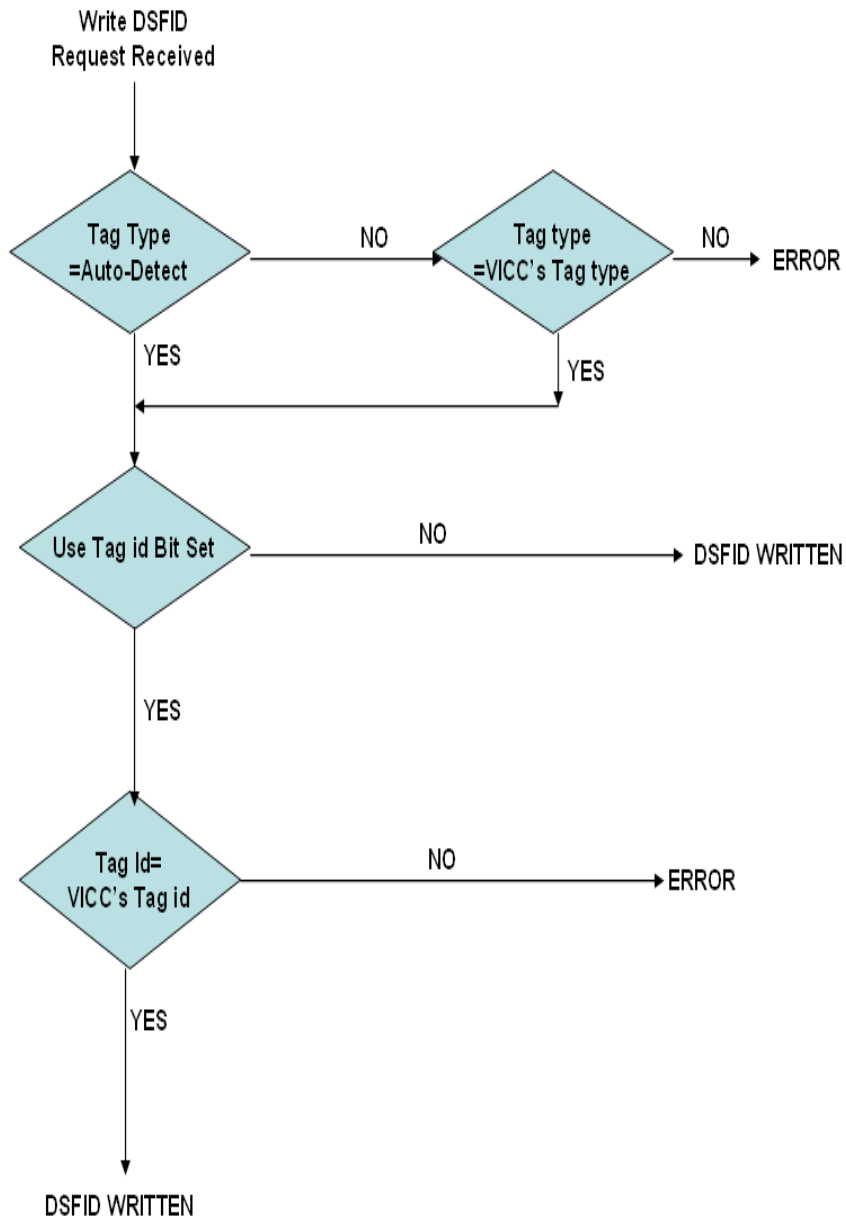 Write DSFID
Request Received
Tag Type
=Auto-Detect
NO
Tag type
=VICC's Tag type
NO
ERROR
YES
YES
Use Tag id Bit Set
NO
DSFID WRITTEN
YES
Tag Id=
VICC's Tag id
NO
ERROR
YES
DSFID WRITTEN